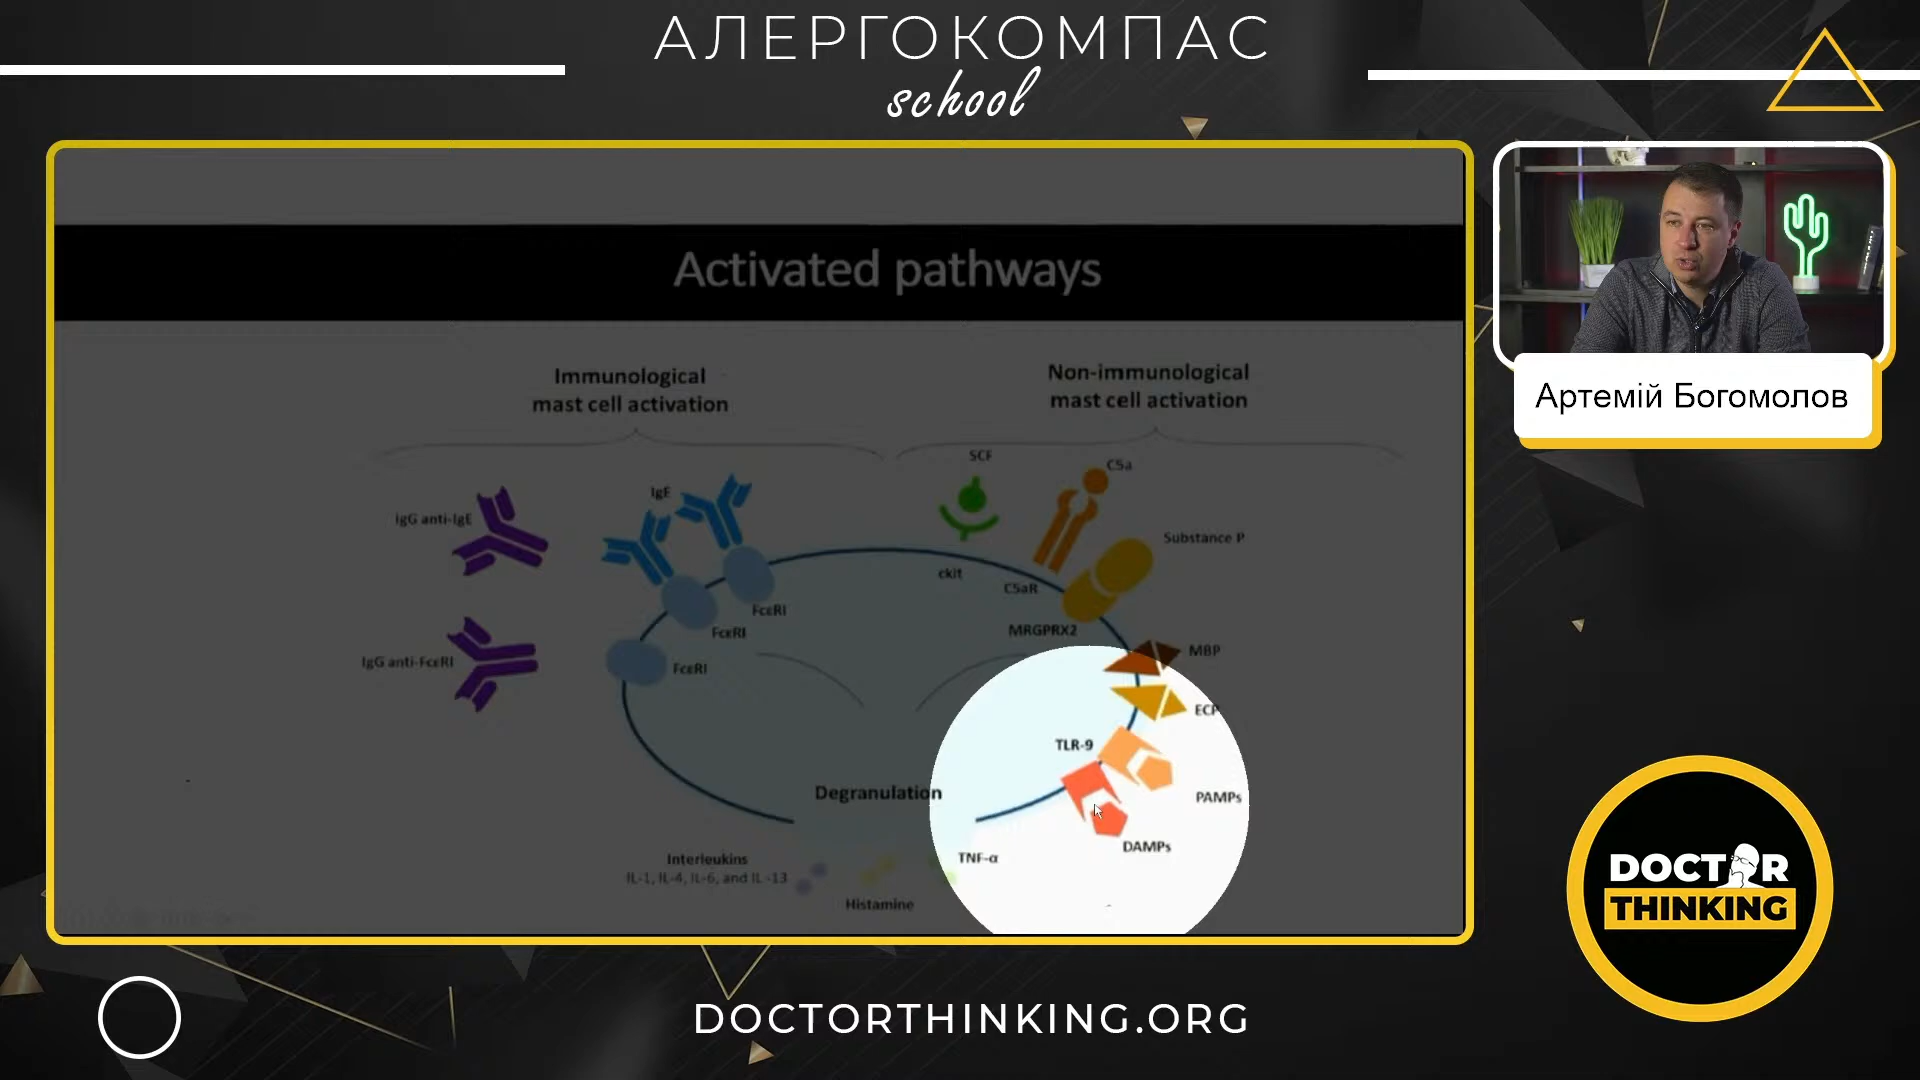 АЛЕРГОКОМПАС
school
Activated pathways
Immunological
mast cell activation
Non-immunological
mast cell activation
SCF
C5a
IgE
IgG anti-IgE
Substance P
ckit
C5aR
FcεRI
MRGPRX2
FcεRI
MBP
IgG anti-FcεRI
FcεRI
ECP
TLR-9
Degranulation
PAMPs
DAMPs
Interleukins
TNF-α
IL-1, IL-4, IL-6, and IL-13
Histamine
Артемій Богомолов
DOCTOR
THINKING
DOCTORTHINKING.ORG